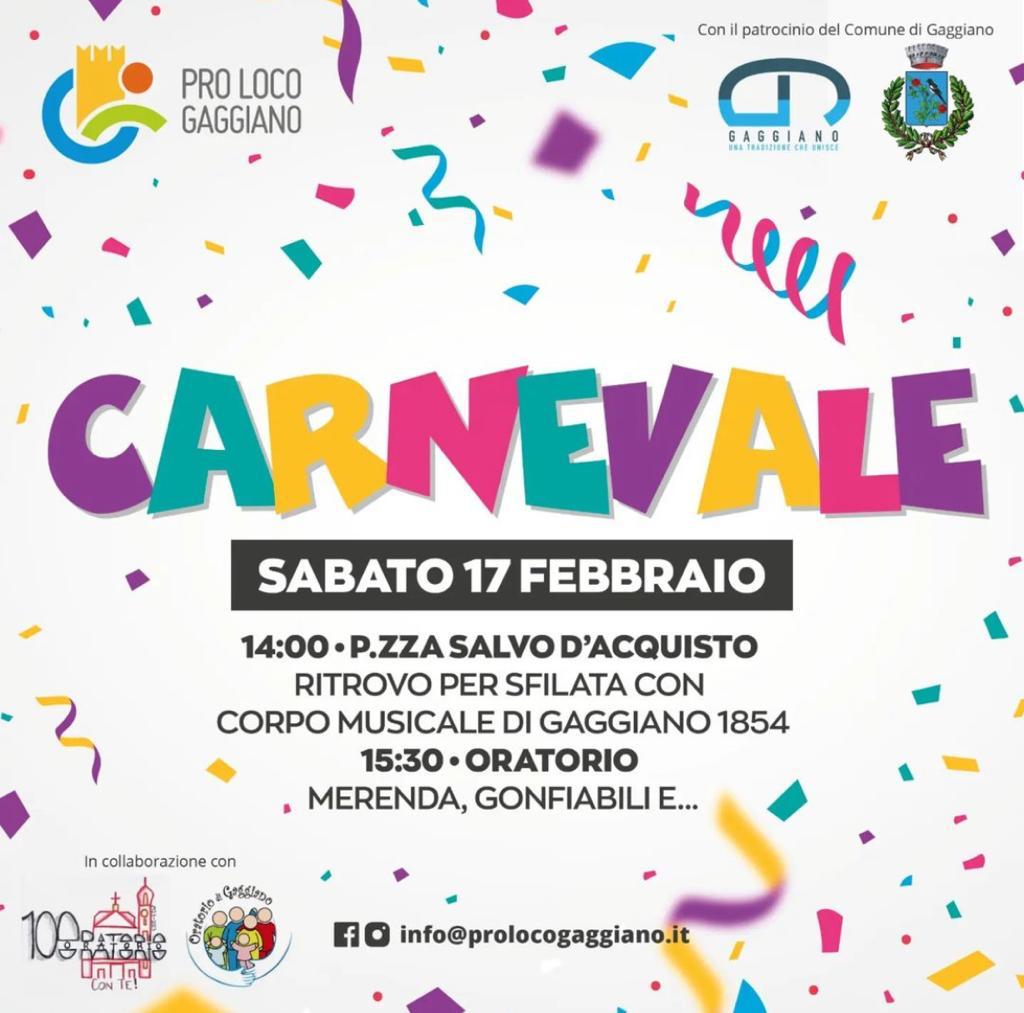 Con il patrocinio del Comune di Gaggiano
PRO LOCO
GAGGIANO
GAGGIANO
UNA TRADIZIONE CHE UNISCE
CARNEVALE
SABATO 17 FEBBRAIO
14:00 • P.ZZA SALVO D'ACQUISTO
RITROVO PER SFILATA CON
CORPO MUSICALE DI GAGGIANO 1854
15:30 • ORATORIO
MERENDA, GONFIABILI E...
In collaborazione con
100 ORATORIO
CON TE!
Oratorio di Gaggiano
info@prolocogaggiano.it